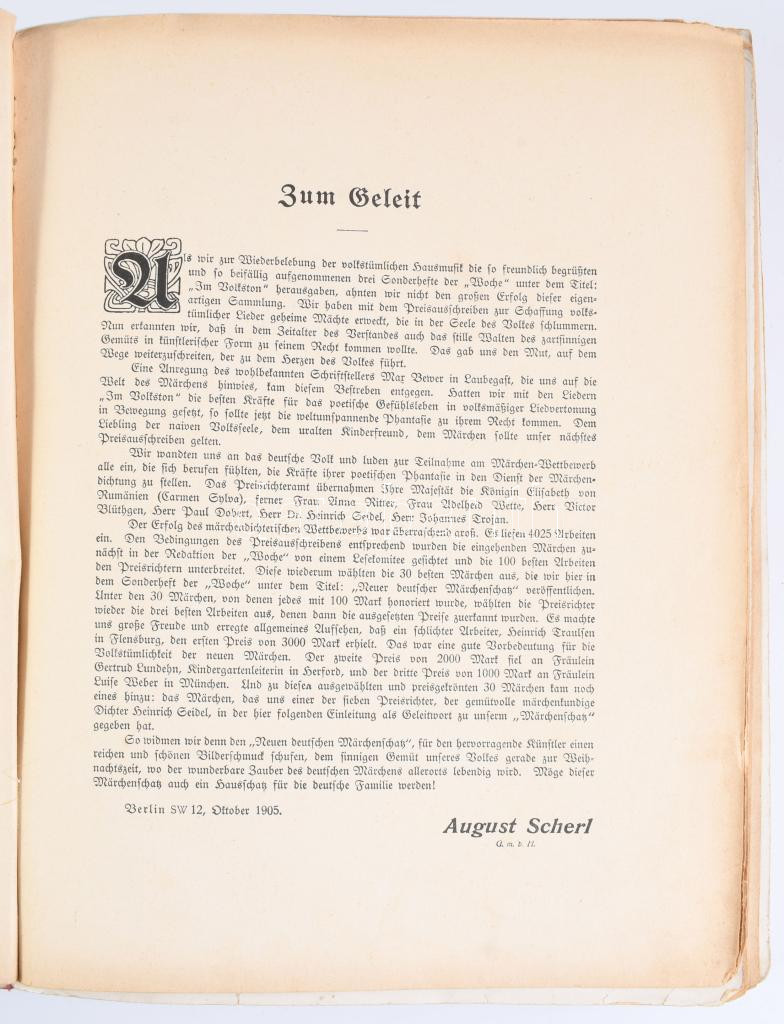 Zum Geleit
Als wir zur Wiederbelebung der volkstümlichen Hausmusik die so freundlich begrüßten
und so beifällig aufgenommenen drei Sonderhefte der „Woche“ unter dem Titel:
„Im Volkston“ herausgaben, ahnten wir nicht den großen Erfolg dieser eigen-
artigen Sammlung. Wir haben mit dem Preisausschreiben zur Schaffung volks-
tümlicher Lieder geheime Mächte erweckt, die in der Seele des Volkes schlummern.
Nun erkannten wir, daß in dem Zeitalter des Verstandes auch das stille Walten des zartsinnigen
Gemüts in künstlerischer Form zu seinem Recht kommen wollte. Das gab uns den Mut, auf dem
Wege weiterzuschreiten, der zu dem Herzen des Volkes führt.
Eine Anregung des wohlbekannten Schriftstellers Max Bewer in Laubegast, die uns auf die
Welt des Märchens hinwies, kam diesem Bestreben entgegen. Hatten wir mit den Liedern
„Im Volkston“ die besten Kräfte für das poetische Gefühlsleben in volksmäßiger Liedvertonung
in Bewegung gesetzt, so sollte jetzt die weltumspannende Phantasie zu ihrem Recht kommen. Dem
Liebling der naiven Volksseele, dem uralten Kinderfreund, dem Märchen sollte unser nächstes
Preisausschreiben gelten.
Wir wandten uns an das deutsche Volk und luden zur Teilnahme am Märchen-Wettbewerb
alle ein, die sich berufen fühlten, die Kräfte ihrer poetischen Phantasie in den Dienst der Märchen-
dichtung zu stellen. Das Preisrichteramt übernahmen Ihre Majestät die Königin Elisabeth von
Rumänien (Carmen Sylva), ferner Frau Anna Ritter, Frau Adelheid Wette, Herr Victor
Blüthgen, Herr Paul Dobert, Herr Dr. Heinrich Seidel, Herr Johannes Trojan.
Der Erfolg des märchendichterischen Wettbewerbs war überraschend groß. Es liefen 4025 Arbeiten
ein. Den Bedingungen des Preisausschreibens entsprechend wurden die eingehenden Märchen zu-
nächst in der Redaktion der „Woche“ von einem Lesekomitee gesichtet und die 100 besten Arbeiten
den Preisrichtern unterbreitet. Diese wiederum wählten die 30 besten Märchen aus, die wir hier in
dem Sonderheft der „Woche“ unter dem Titel: „Neuer deutscher Märchenschatz“ veröffentlichen.
Unter den 30 Märchen, von denen jedes mit 100 Mark honoriert wurde, wählten die Preisrichter
wieder die drei besten Arbeiten aus, denen dann die ausgesetzten Preise zuerkannt wurden. Es machte
uns große Freude und erregte allgemeines Aufsehen, daß ein schlichter Arbeiter, Heinrich Traulsen
in Flensburg, den ersten Preis von 3000 Mark erhielt. Das war eine gute Vorbedeutung für die
Volkstümlichkeit der neuen Märchen. Der zweite Preis von 2000 Mark fiel an Fräulein
Gertrud Lundehn, Kindergartenleiterin in Herford, und der dritte Preis von 1000 Mark an Fräulein
Luise Weber in München. Und zu diesen ausgewählten und preisgekrönten 30 Märchen kam noch
eines hinzu: das Märchen, das uns einer der sieben Preisrichter, der gemütvolle märchenkundige
Dichter Heinrich Seidel, in der hier folgenden Einleitung als Geleitwort zu unserm „Märchenschatz“
gegeben hat.
So widmen wir denn den „Neuen deutschen Märchenschatz“, für den hervorragende Künstler einen
reichen und schönen Bilderschmuck schufen, dem sinnigen Gemüt unseres Volkes gerade zur Weih-
nachtszeit, wo der wunderbare Zauber des deutschen Märchens allerorts lebendig wird. Möge dieser
Märchenschatz auch ein Hausschatz für die deutsche Familie werden!
Berlin SW 12, Oktober 1905.
August Scherl
G. m. b. H.